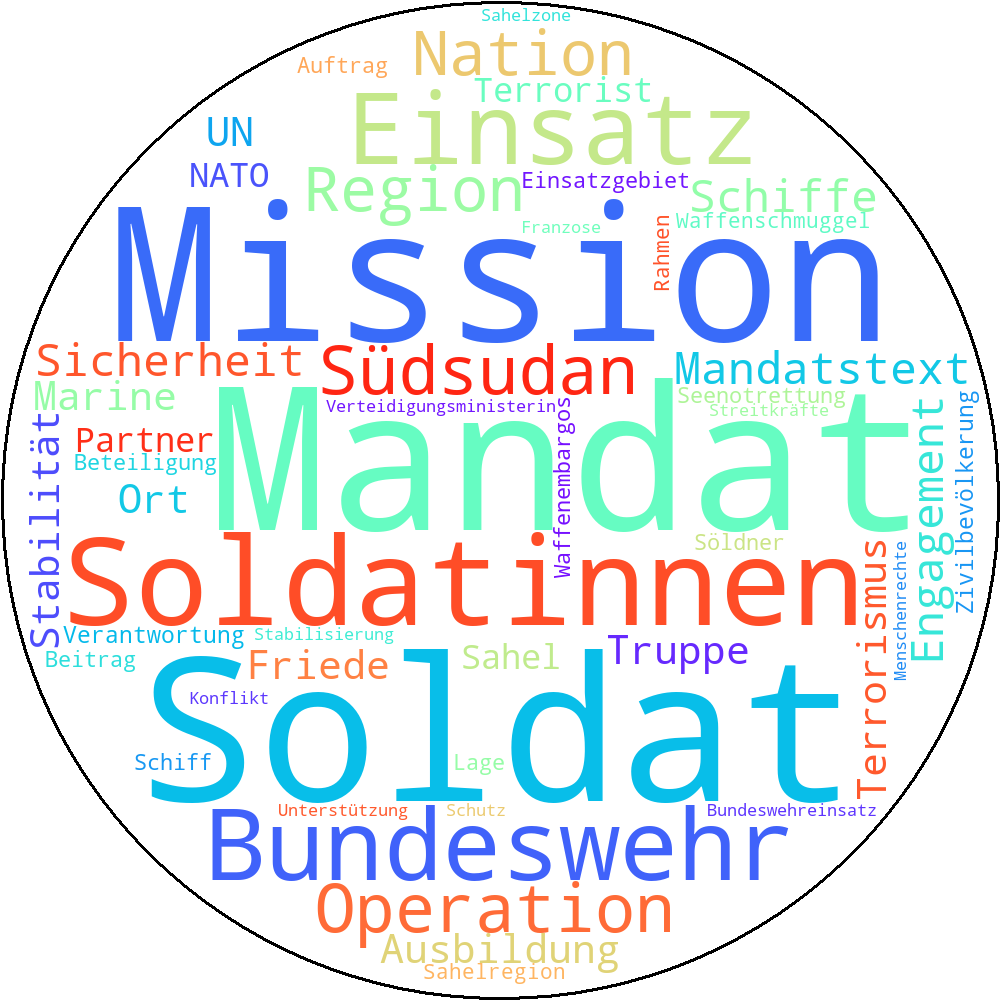 Sahelzone
Nation
Auftrag
Terrorist
Einsatz
UN
NATO
Einsatzgebiet
Region
Schiffe
Waffenschmuggel
Franzose
Rahmen
Mission
Sicherheit
Südsudan
Mandatstext
Marine
Seenotrettung
Verteidigungsministerin
Streitkräfte
Partner
Beteiligung
Mandat
Ort
Waffenembargos
Stabilität
Engagement
Zivilbevölkerung
Söldner
Soldatinnen
Verantwortung
Stabilisierung
Truppe
Menschenrechte
Terrorismus
Beitrag
Friede
Sahel
Konflikt
Soldat
Schiff
Lage
Unterstützung
Schutz
Bundeswehreinsatz
Bundeswehr
Operation
Ausbildung
Sahelregion